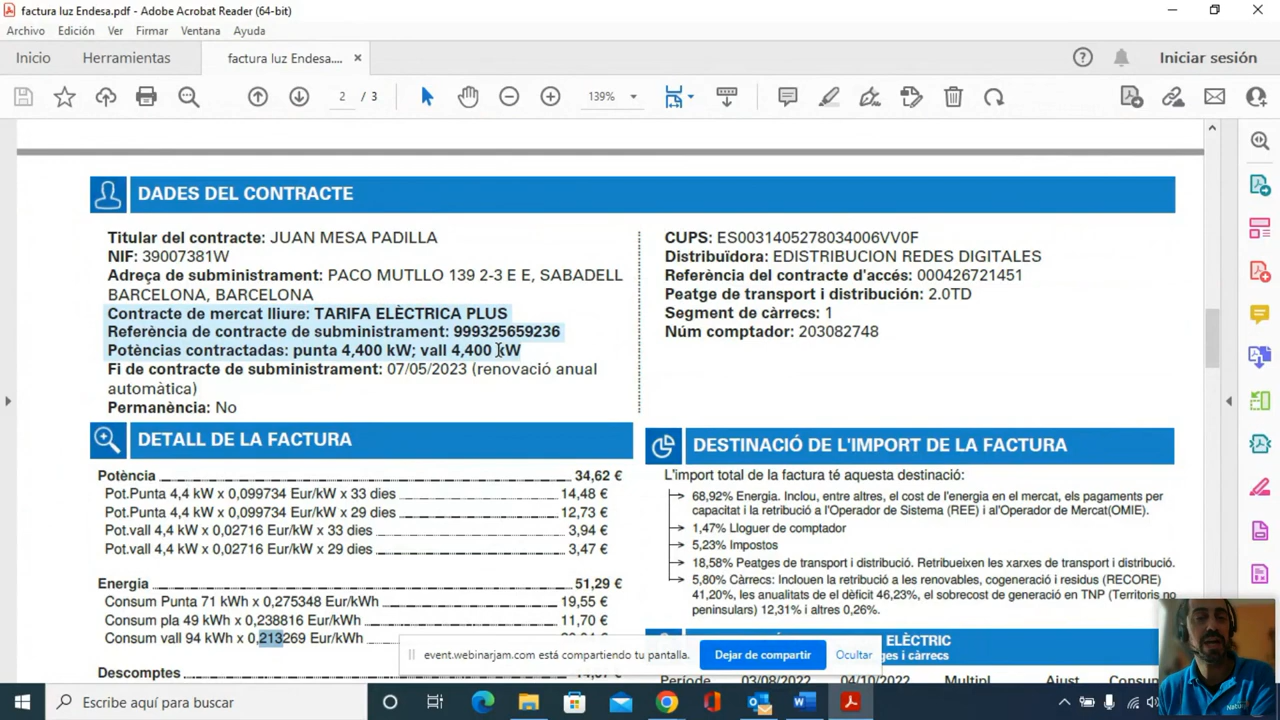 factura luz Endesa.pdf - Adobe Acrobat Reader (64-bit)
Archivo Edición Ver Firmar Ventana Ayuda
Inicio Herramientas factura luz Endesa.... × Iniciar sesión
2 / 3 139%
DADES DEL CONTRACTE
Titular del contracte: JUAN MESA PADILLA
NIF: 39007381W
Adreça de subministrament: PACO MUTLLO 139 2-3 E E, SABADELL
BARCELONA, BARCELONA
Contracte de mercat lliure: TARIFA ELÈCTRICA PLUS
Referència de contracte de subministrament: 999325659236
Potències contractades: punta 4,400 kW; vall 4,400 kW
Fi de contracte de subministrament: 07/05/2023 (renovació anual
automàtica)
Permanència: No
CUPS: ES0031405278034006VV0F
Distribuïdora: EDISTRIBUCION REDES DIGITALES
Referència del contracte d'accés: 000426721451
Peatge de transport i distribució: 2.0TD
Segment de càrrecs: 1
Núm comptador: 203082748
DETALL DE LA FACTURA
Potència 34,62 €
Pot.Punta 4,4 kW x 0,099734 Eur/kW x 33 dies 14,48 €
Pot.Punta 4,4 kW x 0,099734 Eur/kW x 29 dies 12,73 €
Pot.vall 4,4 kW x 0,02716 Eur/kW x 33 dies 3,94 €
Pot.vall 4,4 kW x 0,02716 Eur/kW x 29 dies 3,47 €
Energia 51,29 €
Consum Punta 71 kWh x 0,275348 Eur/kWh 19,55 €
Consum pla 49 kWh x 0,238816 Eur/kWh 11,70 €
Consum vall 94 kWh x 0,213269 Eur/kWh
Descomptes
DESTINACIÓ DE L'IMPORT DE LA FACTURA
L'import total de la factura té aquesta destinació:
68,92% Energia. Inclou, entre altres, el cost de l'energia en el mercat, els pagaments per
capacitat i la retribució a l'Operador de Sistema (REE) i al'Operador de Mercat(OMIE).
1,47% Lloguer de comptador
5,23% Impostos
18,58% Peatges de transport i distribució. Retribueixen les xarxes de transport i distribució.
5,80% Càrrecs: Inclouen la retribució a les renovables, cogeneració i residus (RECORE)
41,20%, les anualitats de el dèficit 46,23%, el sobrecost de generació en TNP (Territoris no
peninsulars) 12,31% i altres 0,26%.
ELÈCTRIC
ges i càrrecs
Període 03/08/2022 04/10/2022 Multipl Ajust Consum
event.webinarjam.com está compartiendo tu pantalla. Dejar de compartir Ocultar
Escribe aquí para buscar